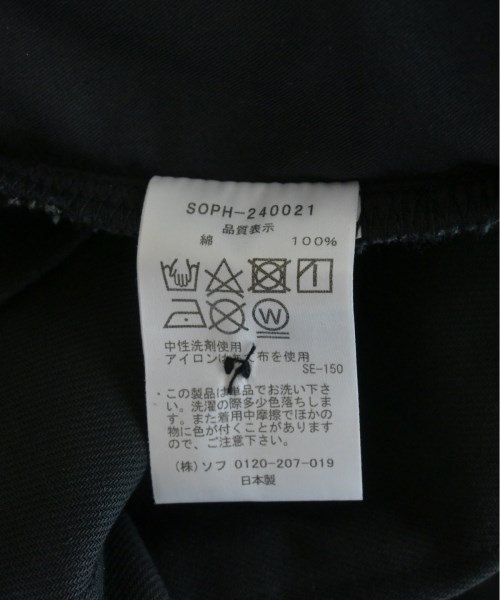 SOPH-240021
品質表示
綿 100%
W
中性洗剤使用
アイロンは て布を使用
SE-150
・この製品は単品でお洗い下さ
い。洗濯の際多少色落ちしま
す。また着用中摩擦でほかの
物に色が付くことがあります
ので、ご注意下さい。
(株)ソフ 0120-207-019
日本製